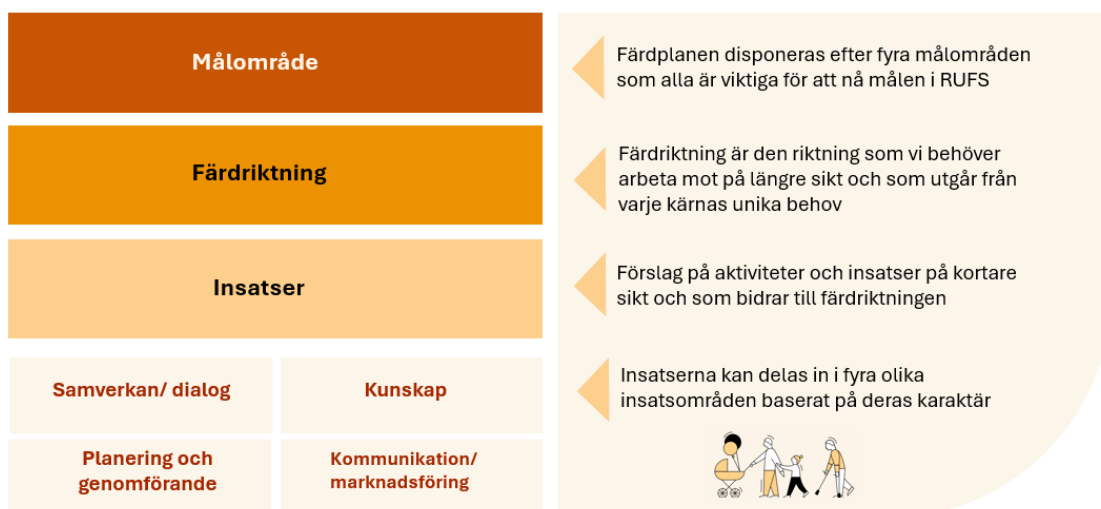 Målområde
Färdplanen disponeras efter fyra målområden
som alla är viktiga för att nå målen i RUFS
Färdriktning
Färdriktning är den riktning som vi behöver
arbeta mot på längre sikt och som utgår från
varje kärnas unika behov
Insatser
Förslag på aktiviteter och insatser på kortare
sikt och som bidrar till färdriktningen
Samverkan/ dialog
Kunskap
Insatserna kan delas in i fyra olika
insatsområden baserat på deras karaktär
Planering och
genomförande
Kommunikation/
marknadsföring